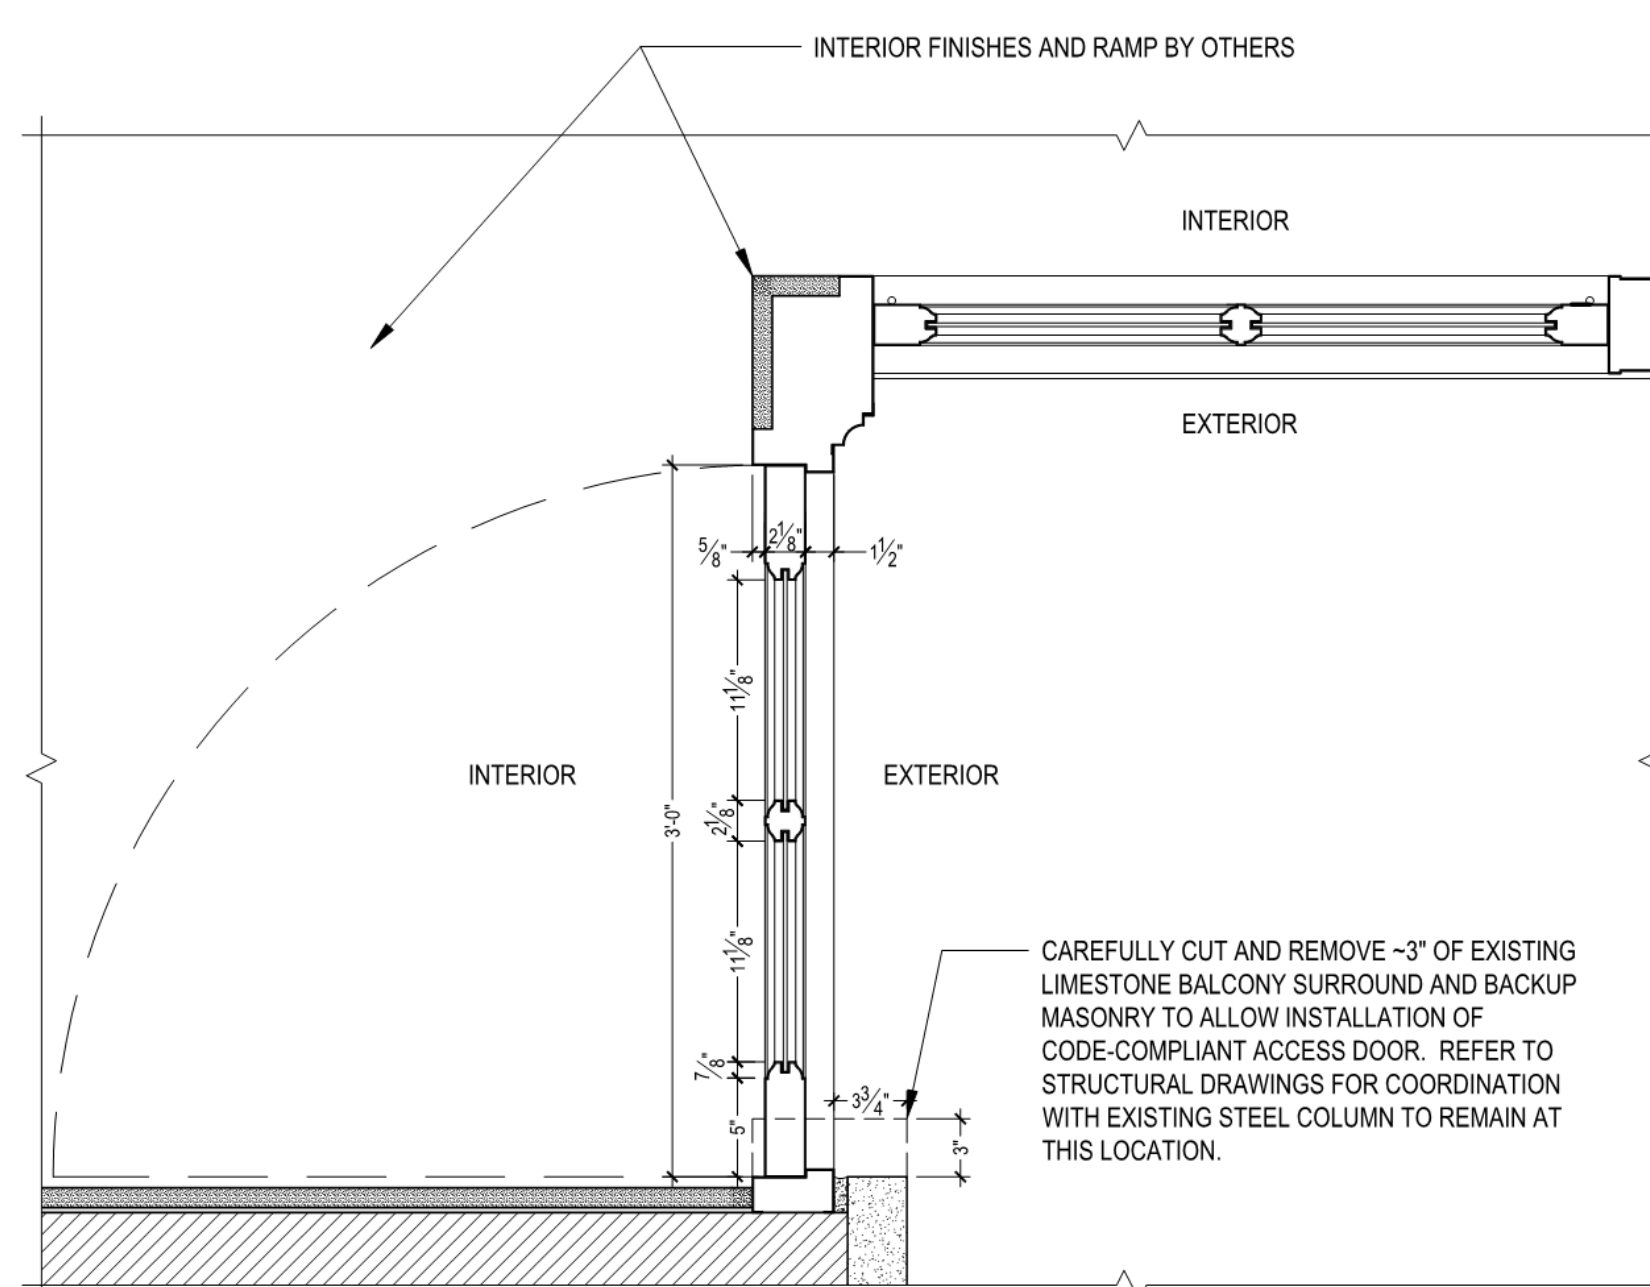 INTERIOR FINISHES AND RAMP BY OTHERS
INTERIOR
EXTERIOR
5/8"
2 1/8"
1 1/2"
11 1/8"
INTERIOR
EXTERIOR
3'-0"
2 1/8"
11 1/8"
CAREFULLY CUT AND REMOVE ~3" OF EXISTING
LIMESTONE BALCONY SURROUND AND BACKUP
MASONRY TO ALLOW INSTALLATION OF
CODE-COMPLIANT ACCESS DOOR. REFER TO
STRUCTURAL DRAWINGS FOR COORDINATION
WITH EXISTING STEEL COLUMN TO REMAIN AT
THIS LOCATION.
7/8"
3 3/4"
5"
3"